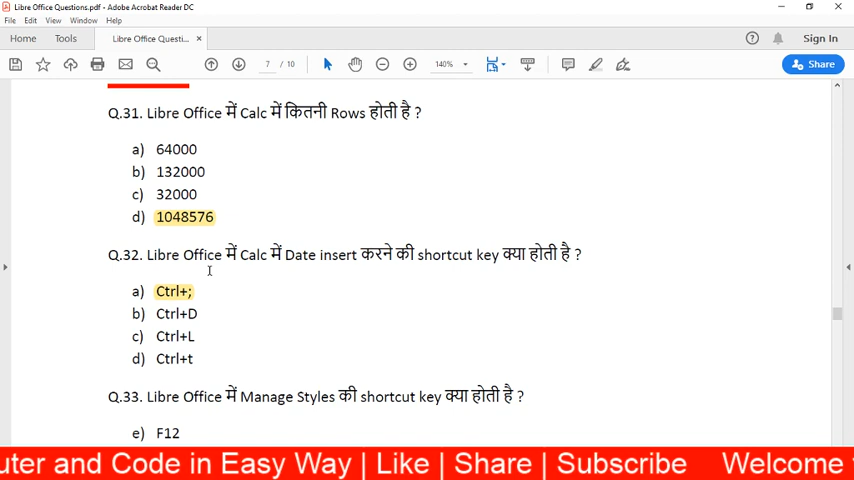 Libre Office Questions.pdf - Adobe Acrobat Reader DC
File Edit View Window Help
Home Tools Libre Office Questi... × Sign In
7 / 10 140% Share
Q.31. Libre Office में Calc में कितनी Rows होती है ?
a) 64000
b) 132000
c) 32000
d) 1048576
Q.32. Libre Office में Calc में Date insert करने की shortcut key क्या होती है ?
a) Ctrl+;
b) Ctrl+D
c) Ctrl+L
d) Ctrl+t
Q.33. Libre Office में Manage Styles की shortcut key क्या होती है ?
e) F12
uter and Code in Easy Way | Like | Share | Subscribe Welcome